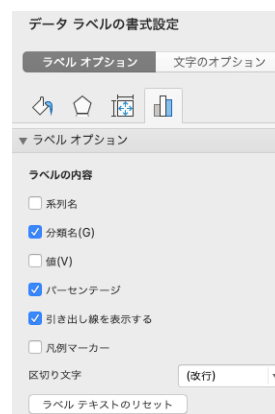 データ ラベルの書式設定
ラベル オプション 文字のオプション
ラベル オプション
ラベルの内容
系列名
分類名(G)
値(V)
パーセンテージ
引き出し線を表示する
凡例マーカー
区切り文字 (改行)
ラベル テキストのリセット